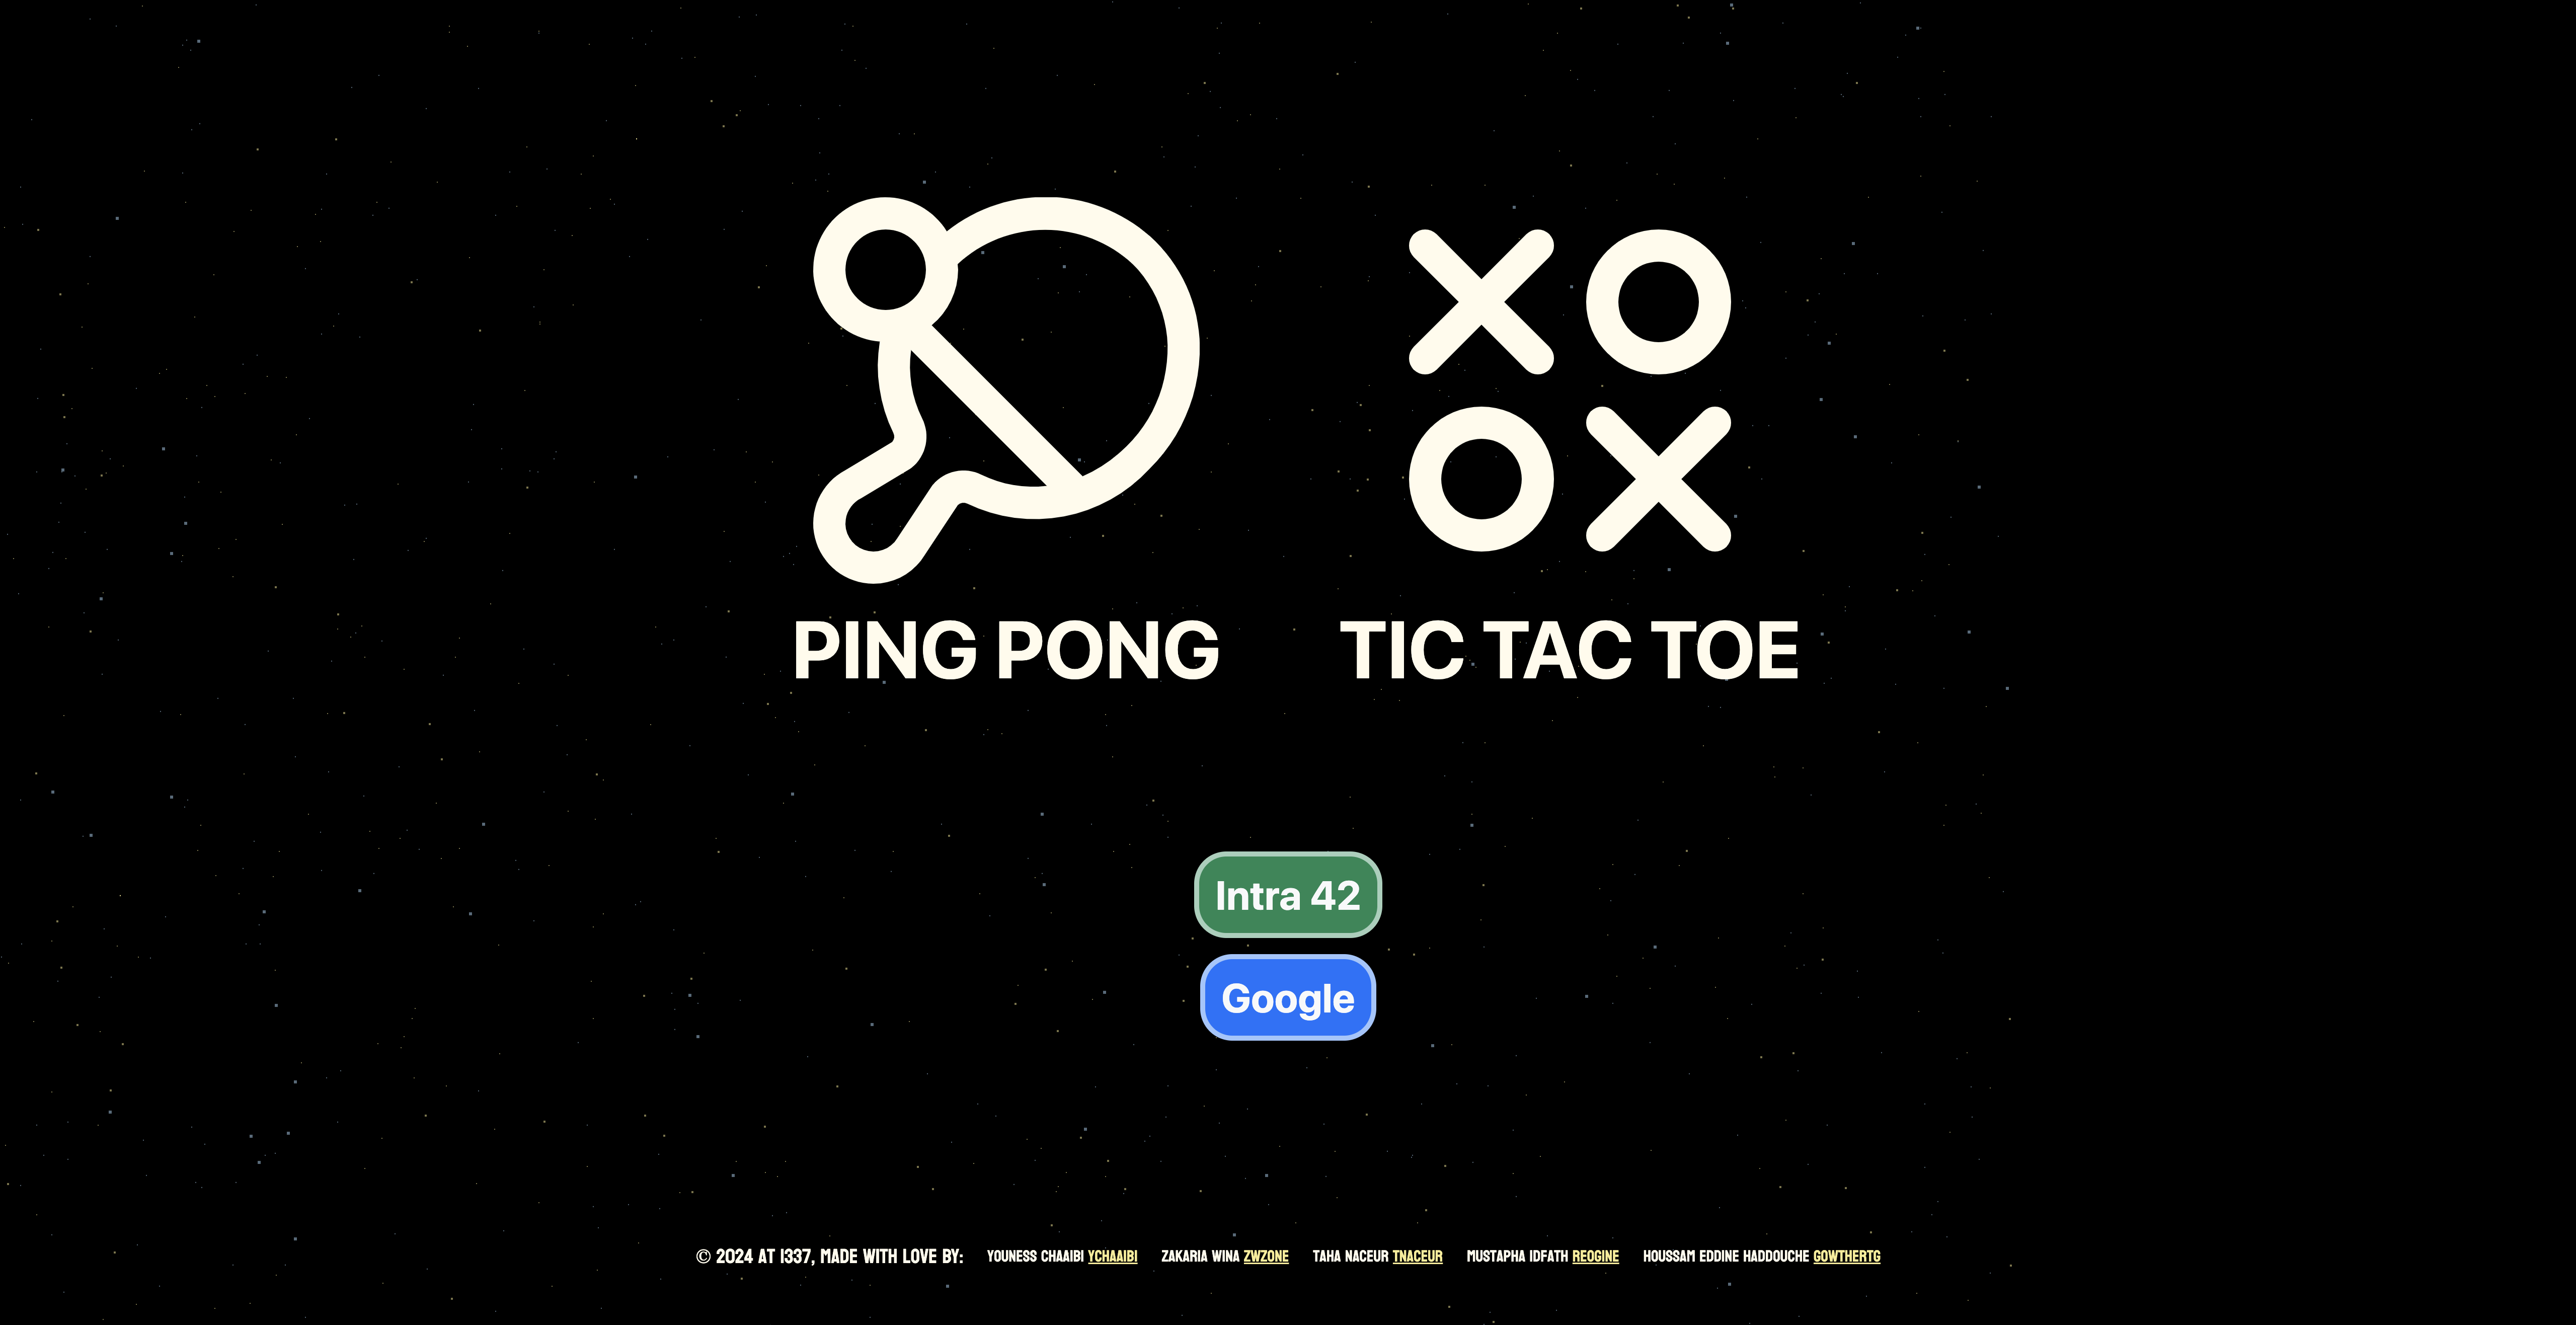 PING PONG
TIC TAC TOE
Intra 42
Google
© 2024 AT 1337, MADE WITH LOVE BY: YOUNESS CHAAIBI YCHAAIBI ZAKARIA WINA ZWZONE TAHA NACEUR TNACEUR MUSTAPHA IDFATH REOGINE HOUSSAM EDDINE HADDOUCHE GOWTHERTG